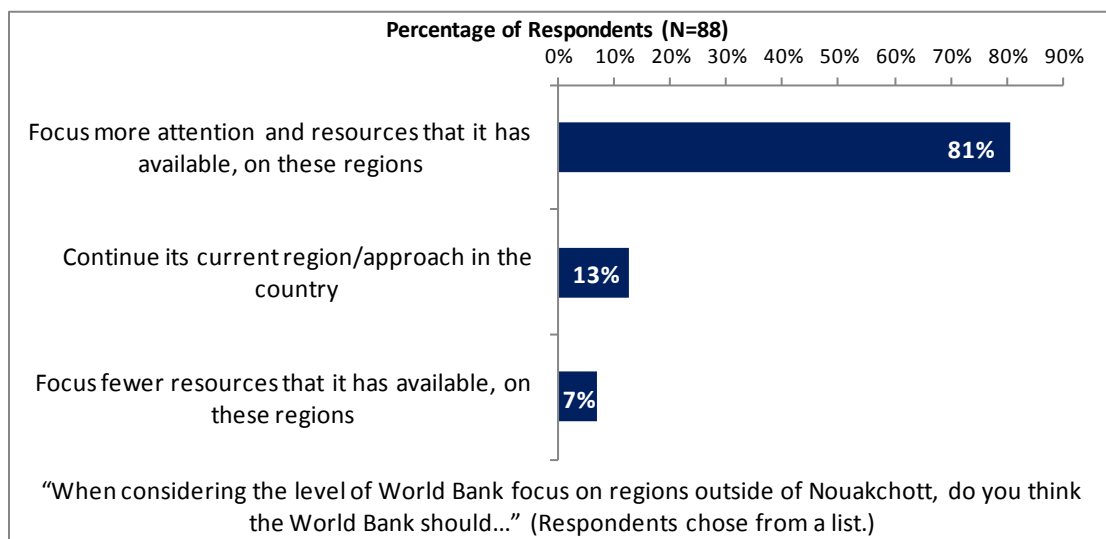 Percentage of Respondents (N=88)
0% 10% 20% 30% 40% 50% 60% 70% 80% 90%
Focus more attention and resources that it has
available, on these regions
81%
Continue its current region/approach in the
country
13%
Focus fewer resources that it has available, on
these regions
7%
“When considering the level of World Bank focus on regions outside of Nouakchott, do you think
the World Bank should…” (Respondents chose from a list.)